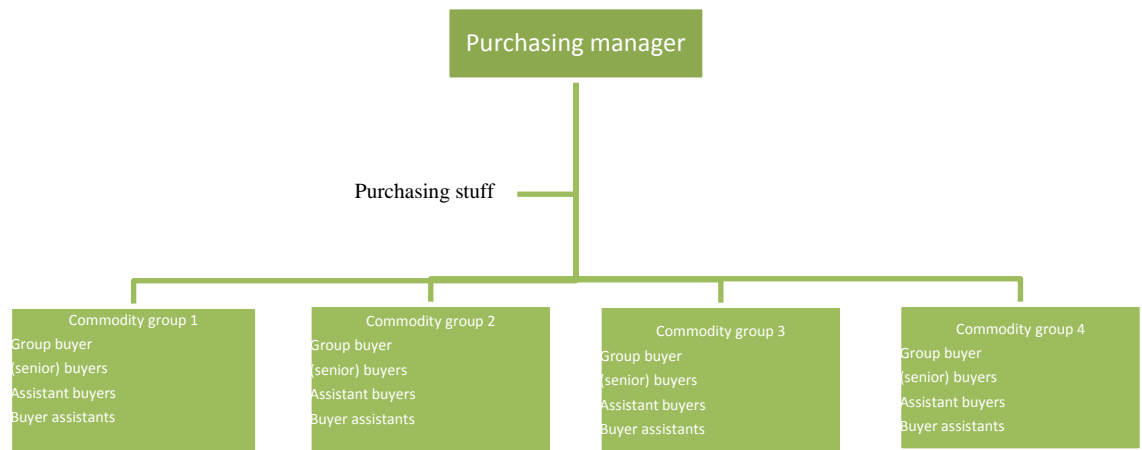 Purchasing manager
Purchasing stuff
Commodity group 1
Group buyer
(senior) buyers
Assistant buyers
Buyer assistants
Commodity group 2
Group buyer
(senior) buyers
Assistant buyers
Buyer assistants
Commodity group 3
Group buyer
(senior) buyers
Assistant buyers
Buyer assistants
Commodity group 4
Group buyer
(senior) buyers
Assistant buyers
Buyer assistants